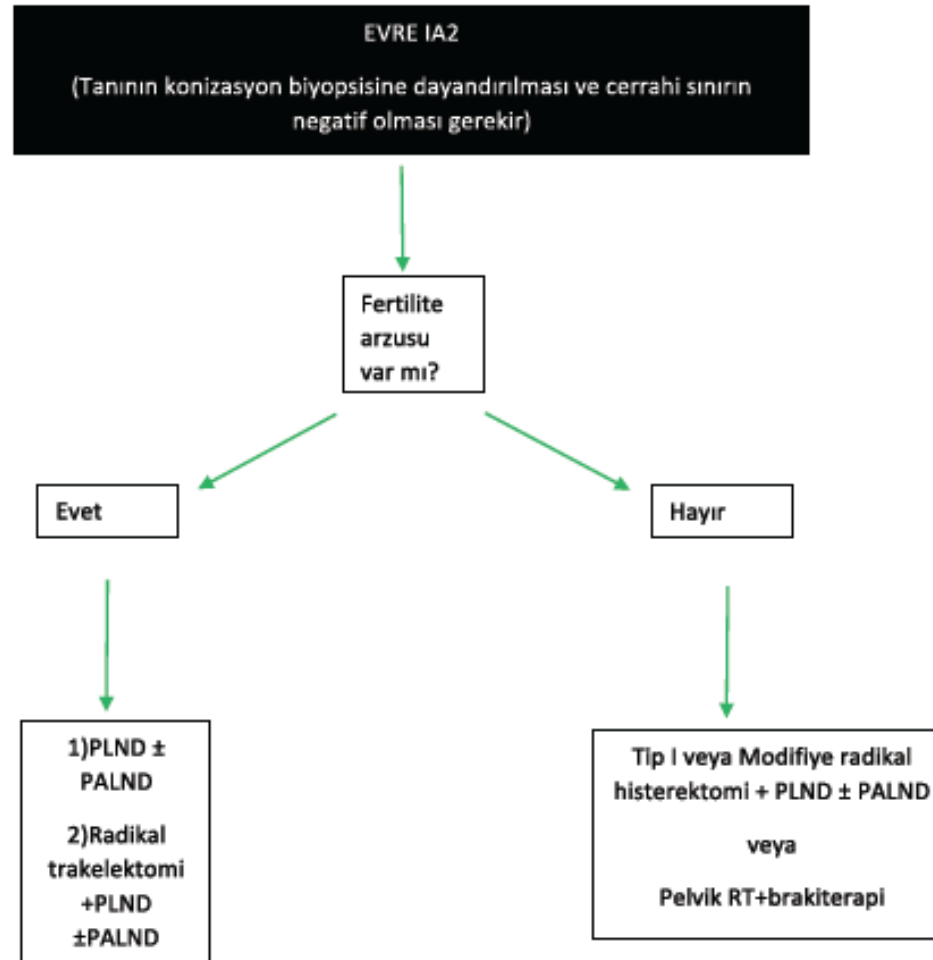 EVRE IA2
(Tanının konizasyon biyopsisine dayandırılması ve cerrahi sınırın
negatif olması gerekir)
Fertilite
arzusu
var mı?
Evet
Hayır
1)PLND ±
PALND
2)Radikal
trakelektomi
+PLND
±PALND
Tip I veya Modifiye radikal
histerektomi + PLND ± PALND
veya
Pelvik RT+brakiterapi